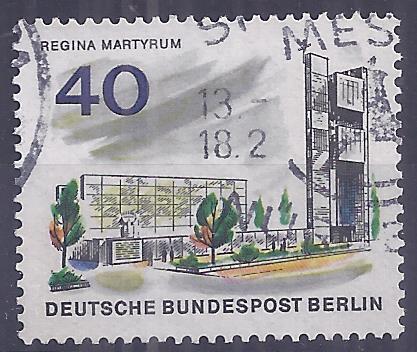 REGINA MARTYRUM
40
MES
13. -
18.2
DEUTSCHE BUNDESPOST BERLIN